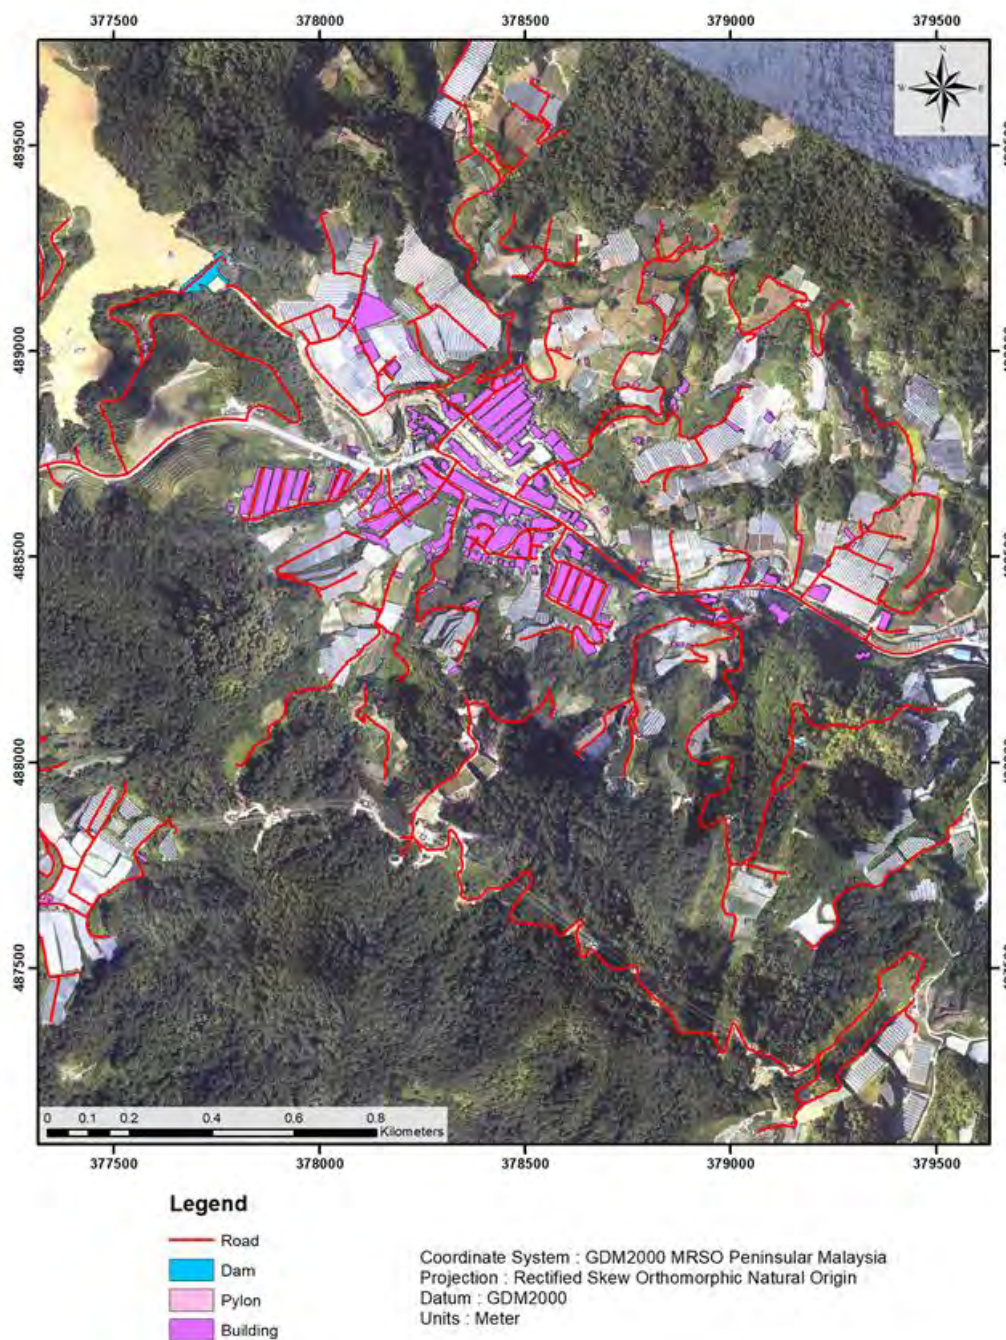 377500 378000 378500 379000 379500
N
W E
S
489500
489000
488500
488000
487500
0 0.1 0.2 0.4 0.6 0.8
Kilometers
377500 378000 378500 379000 379500
Legend
Road
Dam
Pylon
Building
Coordinate System : GDM2000 MRSO Peninsular Malaysia
Projection : Rectified Skew Orthomorphic Natural Origin
Datum : GDM2000
Units : Meter